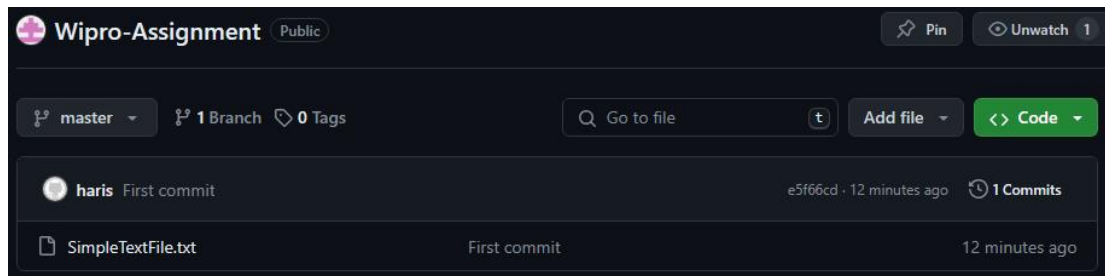 Wipro-Assignment Public Pin Unwatch 1
master 1 Branch 0 Tags Go to file t Add file <> Code
haris First commit e5f66cd · 12 minutes ago 1 Commits
SimpleTextFile.txt First commit 12 minutes ago